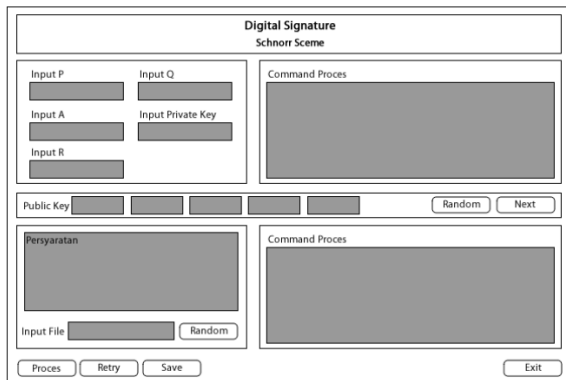 Digital Signature
Schnorr Sceme
Input P
Input Q
Input A
Input Private Key
Input R
Command Proces
Public Key
Random
Next
Persyaratan
Input File
Random
Command Proces
Proces
Retry
Save
Exit